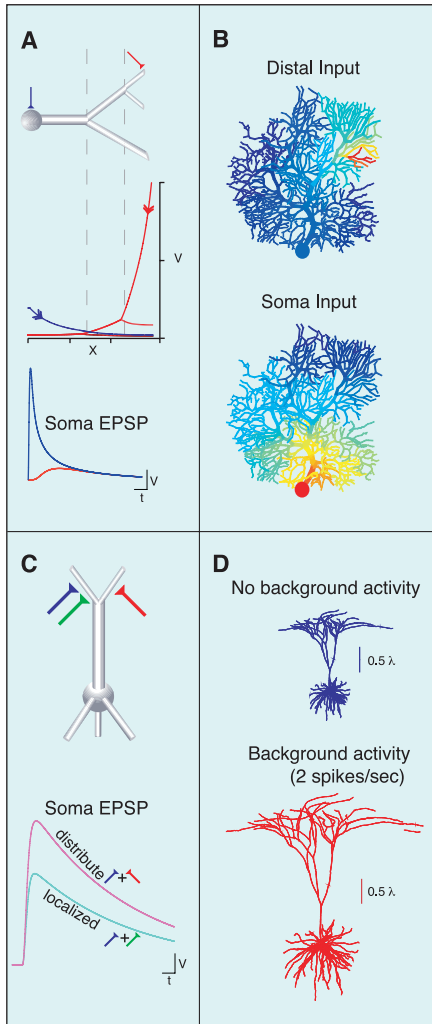 A
V
X
Soma EPSP
V
t
B
Distal Input
Soma Input
C
Soma EPSP
distribute
+
localized
+
V
t
D
No background activity
0.5 λ
Background activity
(2 spikes/sec)
0.5 λ